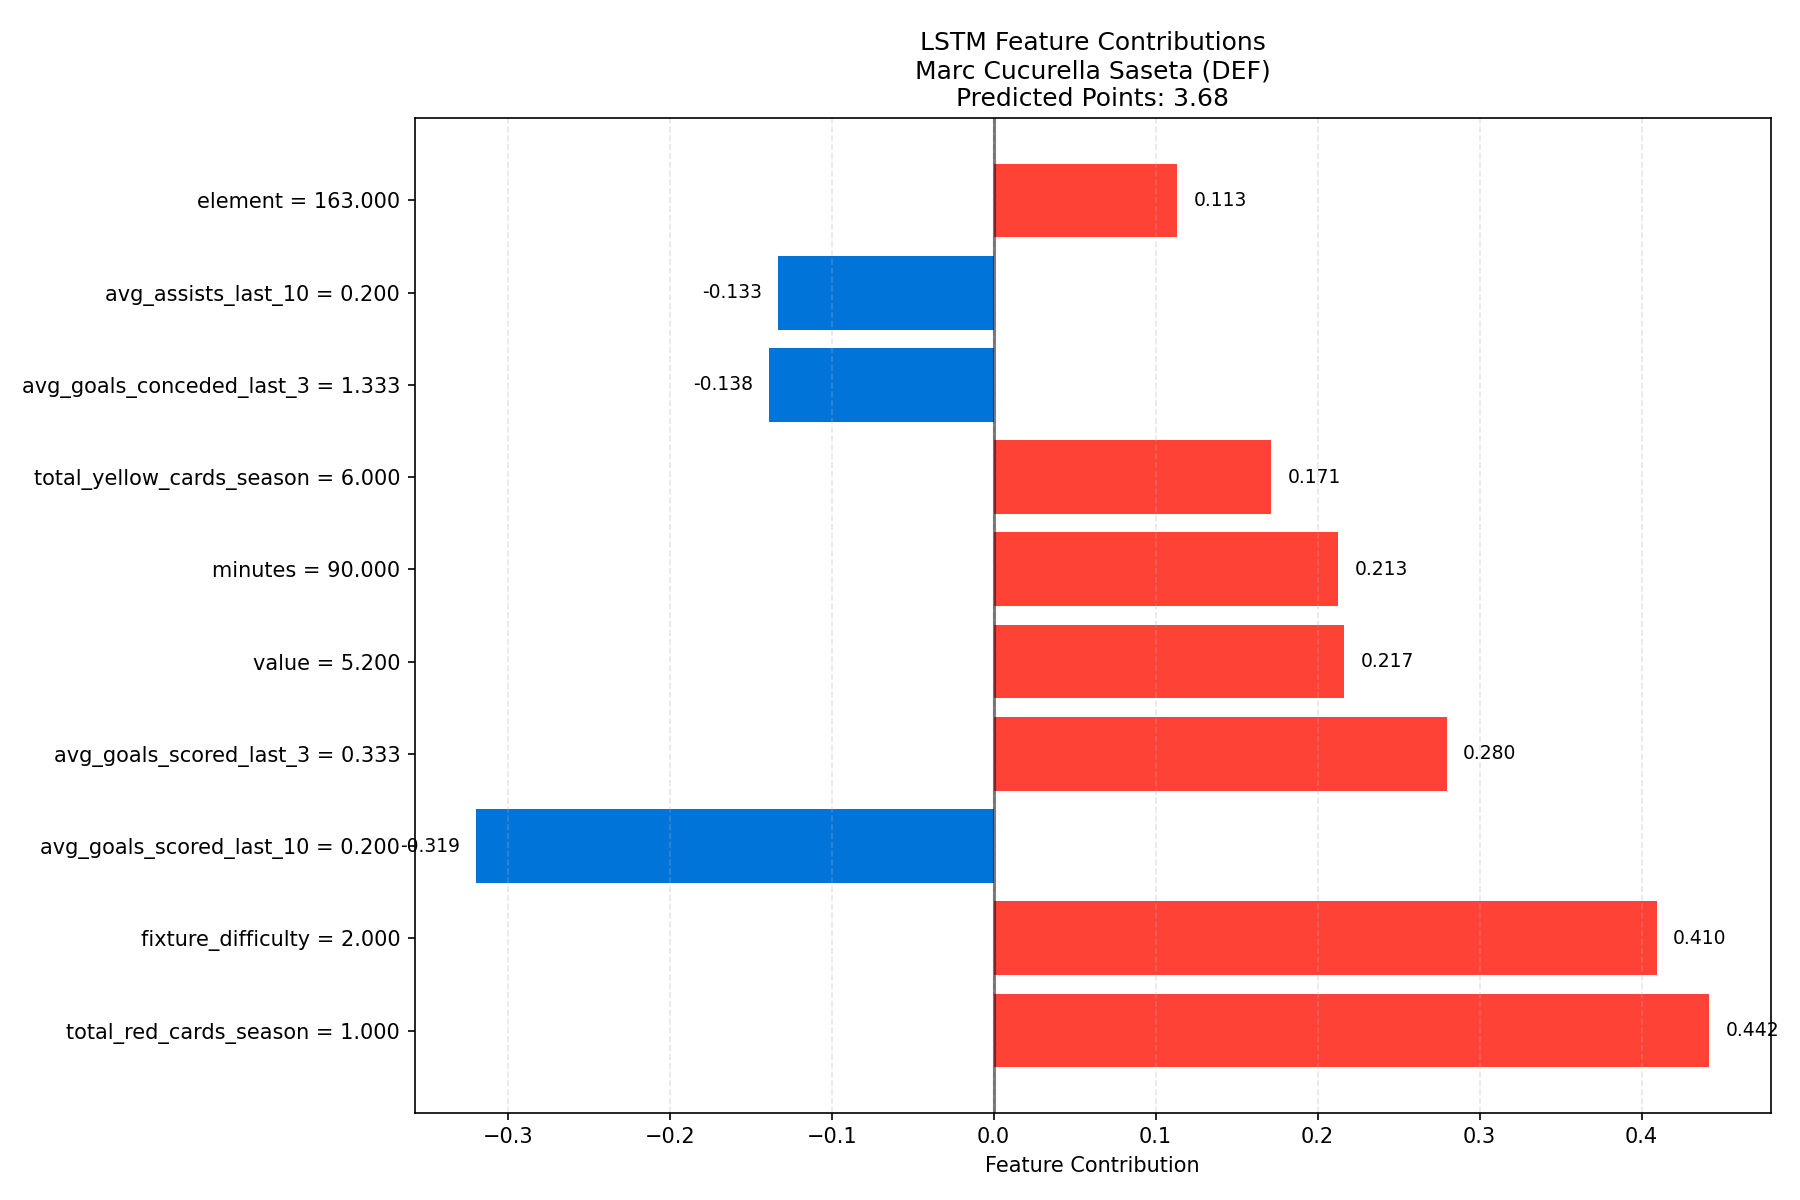 LSTM Feature Contributions
Marc Cucurella Saseta (DEF)
Predicted Points: 3.68
element = 163.000
0.113
avg_assists_last_10 = 0.200
-0.133
avg_goals_conceded_last_3 = 1.333
-0.138
total_yellow_cards_season = 6.000
0.171
minutes = 90.000
0.213
value = 5.200
0.217
avg_goals_scored_last_3 = 0.333
0.280
avg_goals_scored_last_10 = 0.200
-0.319
fixture_difficulty = 2.000
0.410
total_red_cards_season = 1.000
0.442
−0.3 −0.2 −0.1 0.0 0.1 0.2 0.3 0.4
Feature Contribution